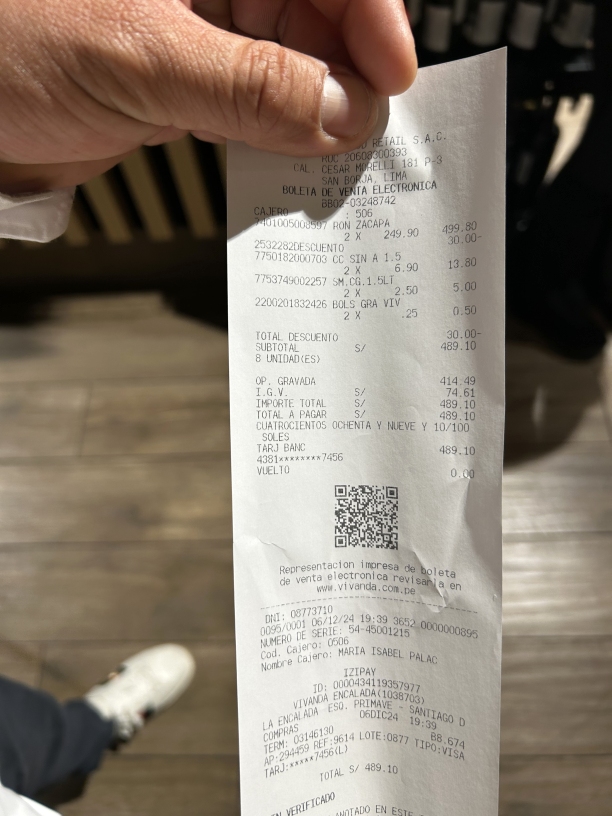 RETAIL S.A.C.
RUC 20608300393
CAL. CESAR MORELLI 181 P-3
SAN BORJA, LIMA
BOLETA DE VENTA ELECTRONICA
BB02-03248742
CAJERO : 506
7401005008597 RON ZACAPA
2 X 249.90 499.80
2532282DESCUENTO 30.00-
7750182000703 CC SIN A 1.5
2 X 6.90 13.80
7753749002257 SM.CG.1.5LT
2 X 2.50 5.00
2200201832426 BOLS GRA VIV
2 X .25 0.50
TOTAL DESCUENTO 30.00-
SUBTOTAL S/ 489.10
8 UNIDAD(ES)
OP. GRAVADA 414.49
I.G.V. S/ 74.61
IMPORTE TOTAL S/ 489.10
TOTAL A PAGAR S/ 489.10
CUATROCIENTOS OCHENTA Y NUEVE Y 10/100
SOLES
TARJ BANC 489.10
4381********7456
VUELTO 0.00
Representacion impresa de boleta
de venta electronica revisarla en
www.vivanda.com.pe
DNI: 08773710
0095/0001 06/12/24 19:39 3652 0000000895
NUMERO DE SERIE: 54-45001215
Cod. Cajero: 0506
Nombre Cajero: MARIA ISABEL PALAC
IZIPAY
ID: 0000434119357977
VIVANDA ENCALADA(1038703)
LA ENCALADA ESQ. PRIMAVE - SANTIAGO D
COMPRAS 06DIC24 19:39
TERM: 03146130 B8.674
AP:294459 REF:9614 LOTE:0877 TIPO:VISA
TARJ:*****7456(L)
TOTAL S/ 489.10
VERIFICADO
ANOTADO EN ESTE